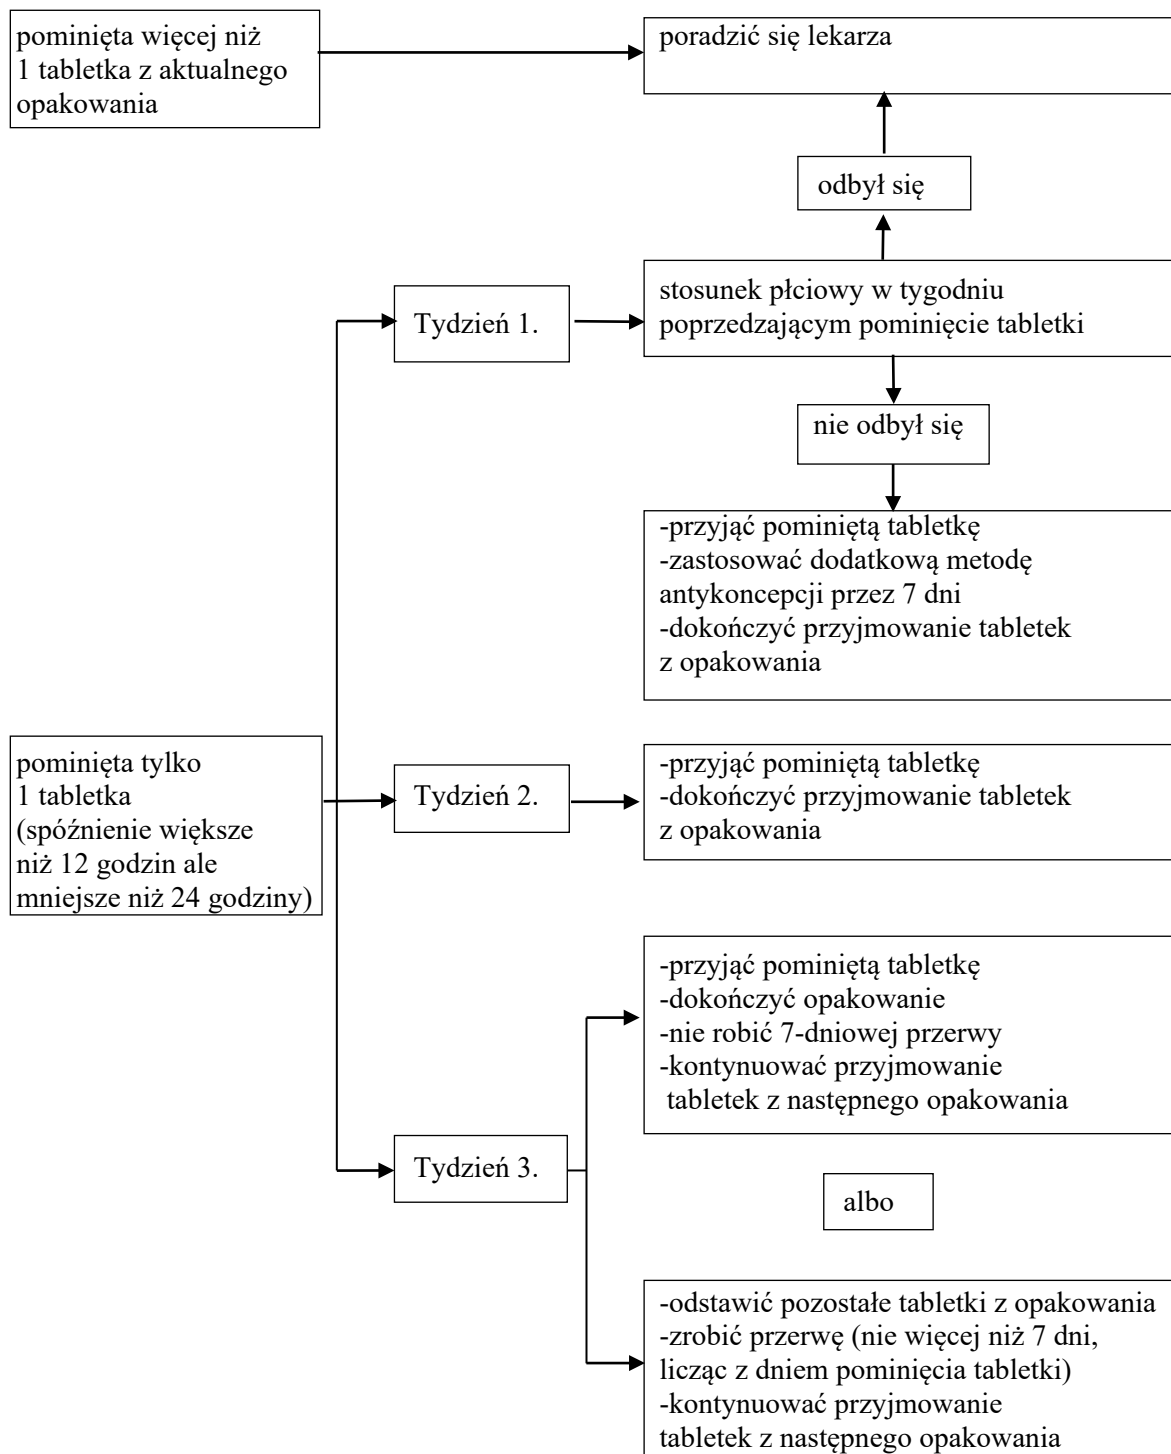 pominięta więcej niż
1 tabletka z aktualnego
opakowania
poradzić się lekarza
odbył się
stosunek płciowy w tygodniu
poprzedzającym pominięcie tabletki
Tydzień 1.
nie odbył się
-przyjąć pominiętą tabletkę
-zastosować dodatkową metodę
antykoncepcji przez 7 dni
-dokończyć przyjmowanie tabletek
z opakowania
pominięta tylko
1 tabletka
(spóźnienie większe
niż 12 godzin ale
mniejsze niż 24 godziny)
Tydzień 2.
-przyjąć pominiętą tabletkę
-dokończyć przyjmowanie tabletek
z opakowania
-przyjąć pominiętą tabletkę
-dokończyć opakowanie
-nie robić 7-dniowej przerwy
-kontynuować przyjmowanie
tabletek z następnego opakowania
Tydzień 3.
albo
-odstawić pozostałe tabletki z opakowania
-zrobić przerwę (nie więcej niż 7 dni,
licząc z dniem pominięcia tabletki)
-kontynuować przyjmowanie
tabletek z następnego opakowania